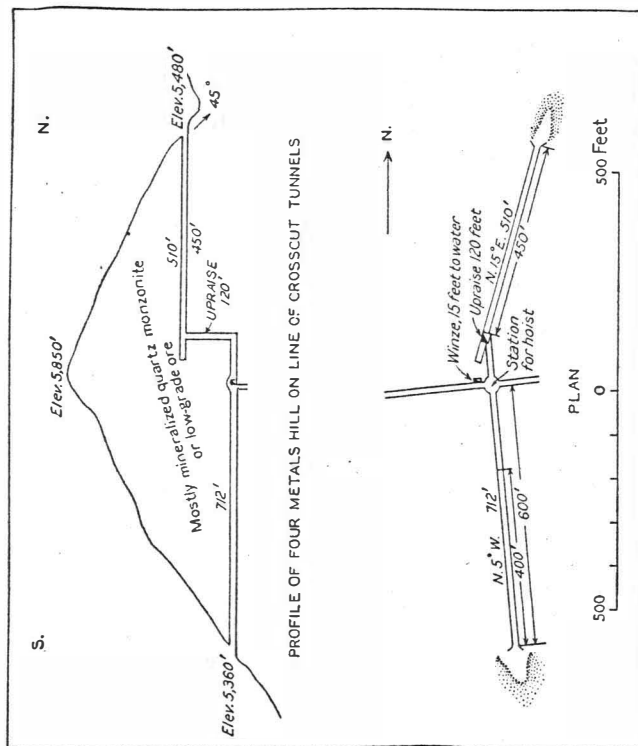 S.
N.
Elev. 5,850'
Elev. 5,480'
45°
510'
450'
Mostly mineralized quartz monzonite
or low-grade ore
UPRAISE
120'
712'
Elev. 5,360'
PROFILE OF FOUR METALS HILL ON LINE OF CROSSCUT TUNNELS
N.
Winze, 15 feet to water
Upraise 120 feet
N. 15° E. 510'
450'
Station
for hoist
N. 5° W. 712'
400'
600'
PLAN
500 0 500 Feet